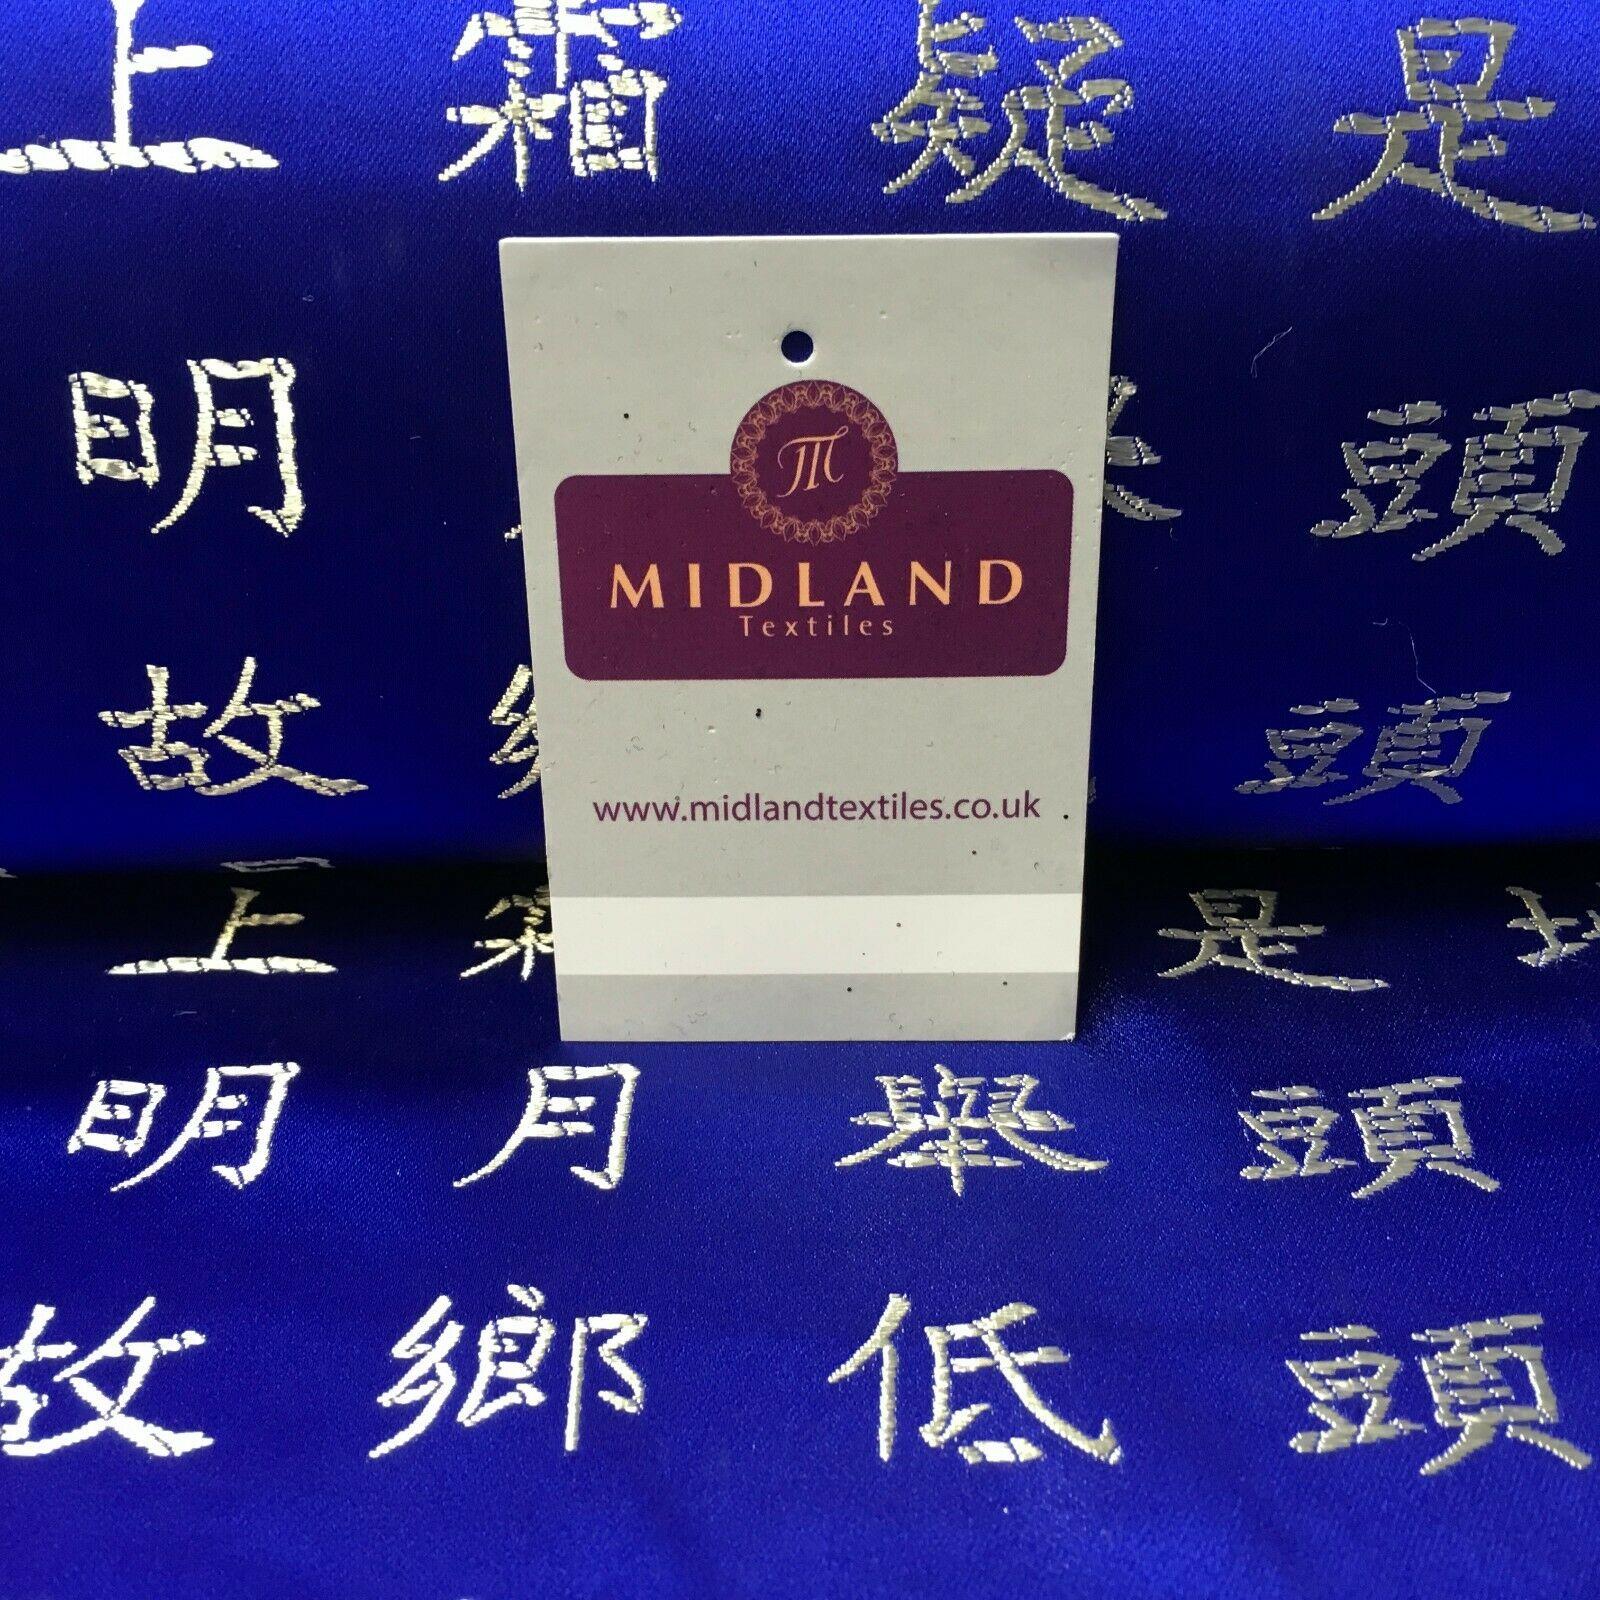 上 霜 疑 是
明 頭
故 頭
上 霜 是
明 月 舉 頭
故 鄉 低 頭
M
MIDLAND
Textiles
www.midlandtextiles.co.uk